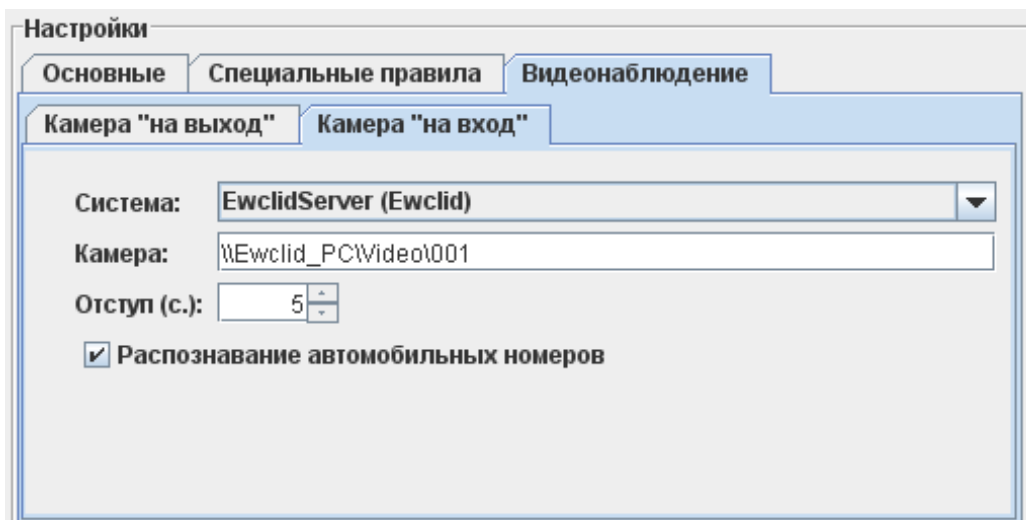 Настройки
Основные Специальные правила Видеонаблюдение
Камера "на выход" Камера "на вход"
Система: EwclidServer (Ewclid)
Камера: \\Ewclid_PC\Video\001
Отступ (с.): 5
Распознавание автомобильных номеров